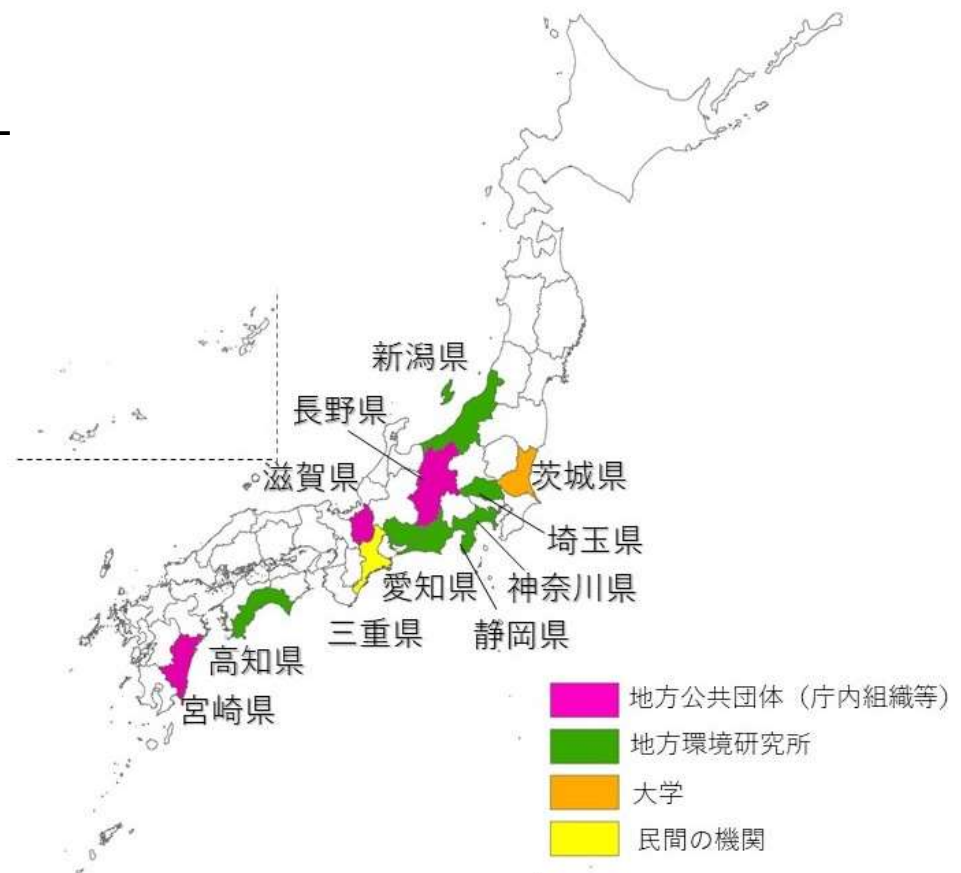 新潟県
長野県
滋賀県
茨城県
埼玉県
愛知県
神奈川県
三重県
静岡県
高知県
宮崎県
地方公共団体（庁内組織等）
地方環境研究所
大学
民間の機関